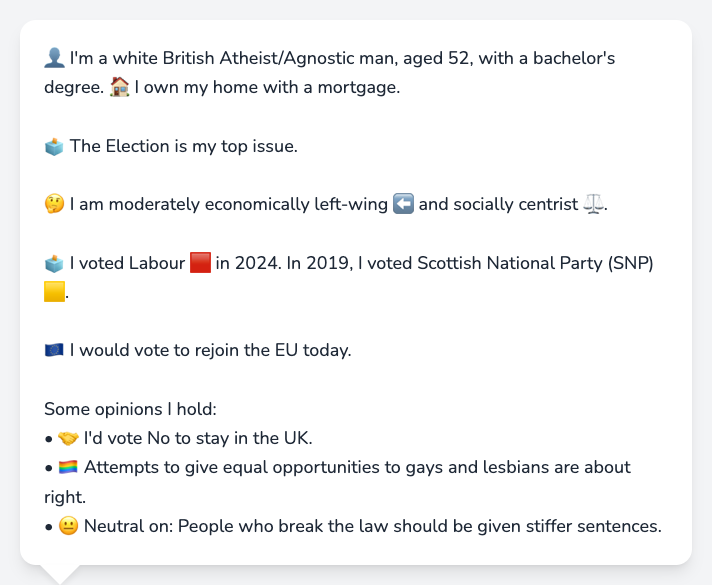 👤 I'm a white British Atheist/Agnostic man, aged 52, with a bachelor's
degree. 🏠 I own my home with a mortgage.
🗳️ The Election is my top issue.
🤔 I am moderately economically left-wing ⬅️ and socially centrist ⚖️.
🗳️ I voted Labour 🟥 in 2024. In 2019, I voted Scottish National Party (SNP)
🟨.
🇪🇺 I would vote to rejoin the EU today.
Some opinions I hold:
• 🤝 I'd vote No to stay in the UK.
• 🏳️‍🌈 Attempts to give equal opportunities to gays and lesbians are about
right.
• 😐 Neutral on: People who break the law should be given stiffer sentences.